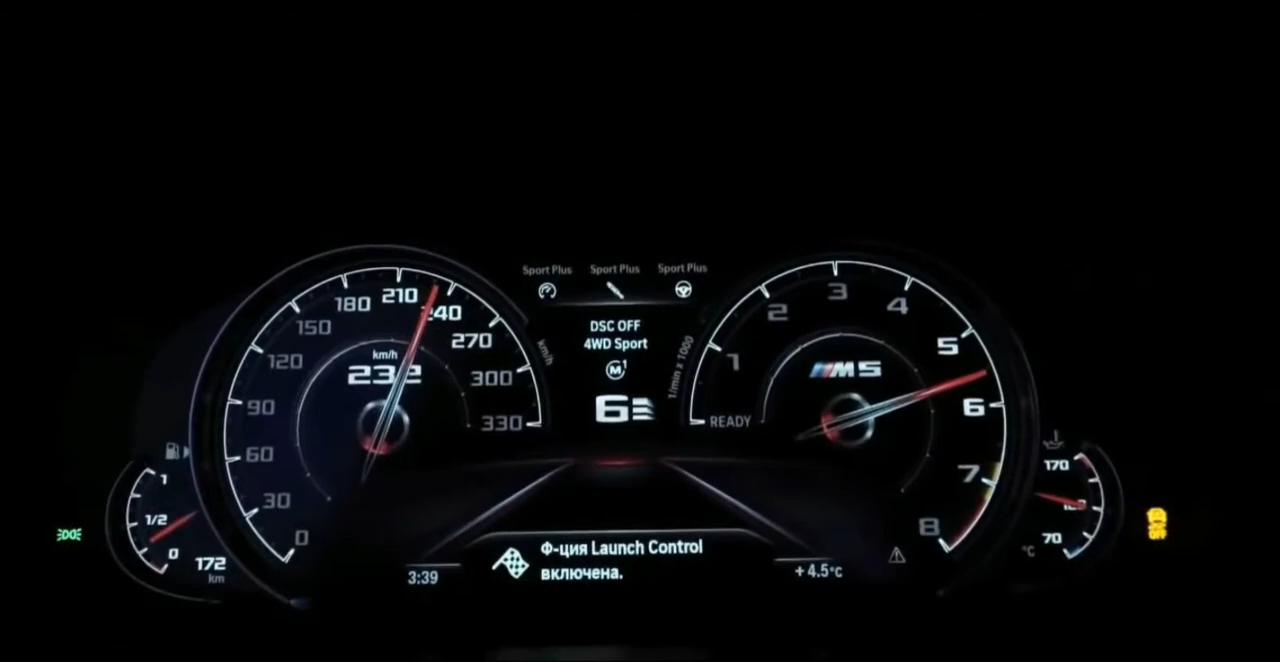 Sport Plus Sport Plus Sport Plus
DSC OFF
4WD Sport
M1
6
0
30
60
90
120
150
180
210
240
270
300
330
km/h
km/h
232
1/min x 1000
READY
1
2
3
4
5
6
7
8
M5
1
1/2
0
172
km
3:39
Ф-ция Launch Control
включена.
+4.5°C
170
70
°C
OFF